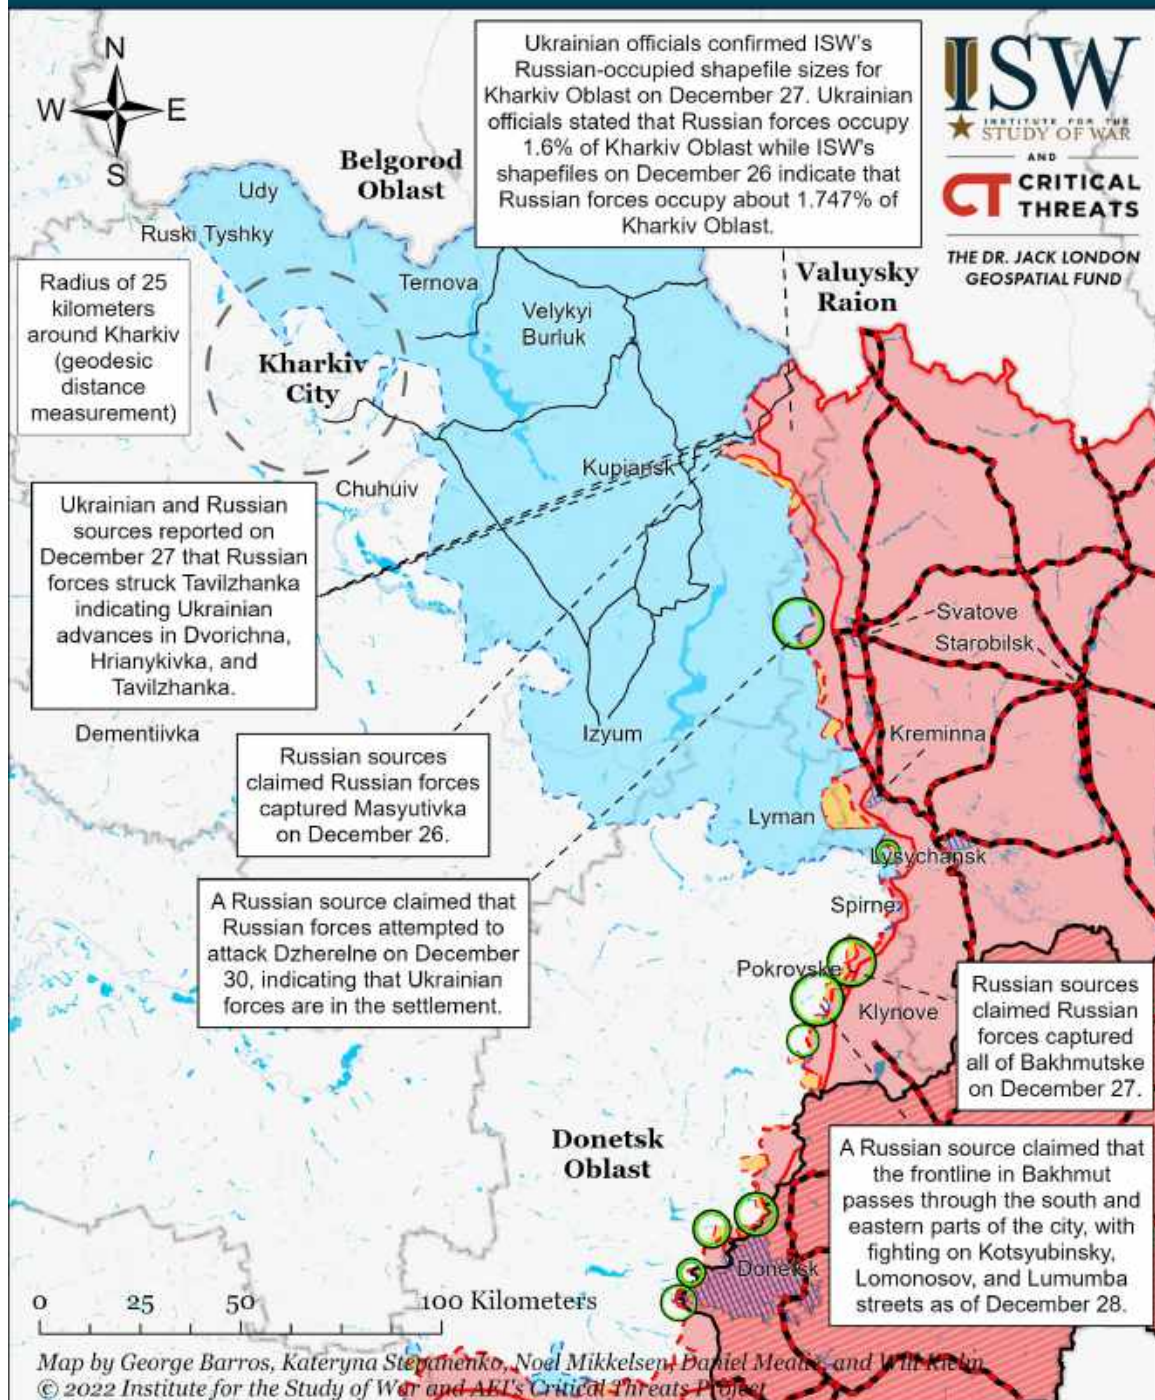 N
W E
S
Ukrainian officials confirmed ISW's
Russian-occupied shapefile sizes for
Kharkiv Oblast on December 27. Ukrainian
officials stated that Russian forces occupy
1.6% of Kharkiv Oblast while ISW's
shapefiles on December 26 indicate that
Russian forces occupy about 1.747% of
Kharkiv Oblast.
ISW
INSTITUTE FOR THE
STUDY OF WAR
AND
CT CRITICAL
THREATS
THE DR. JACK LONDON
GEOSPATIAL FUND
Belgorod
Oblast
Udy
Ruski Tyshky
Ternova
Velykyi
Burluk
Valuysky
Raion
Radius of 25
kilometers
around Kharkiv
(geodesic
distance
measurement)
Kharkiv
City
Kupiansk
Chuhuiv
Ukrainian and Russian
sources reported on
December 27 that Russian
forces struck Tavilzhanka
indicating Ukrainian
advances in Dvorichna,
Hrianykivka, and
Tavilzhanka.
Svatove
Starobilsk
Dementiivka
Izyum
Kreminna
Russian sources
claimed Russian forces
captured Masyutivka
on December 26.
Lyman
Lysychansk
Spirne
A Russian source claimed that
Russian forces attempted to
attack Dzherelne on December
30, indicating that Ukrainian
forces are in the settlement.
Pokrovske
Klynove
Russian sources
claimed Russian
forces captured
all of Bakhmutske
on December 27.
Donetsk
Oblast
A Russian source claimed that
the frontline in Bakhmut
passes through the south and
eastern parts of the city, with
fighting on Kotsyubinsky,
Lomonosov, and Lumumba
streets as of December 28.
Donetsk
0 25 50 100 Kilometers
Map by George Barros, Kateryna Stepanenko, Noel Mikkelsen, Daniel Mealie, and Will Kielm
© 2022 Institute for the Study of War and AEI's Critical Threats Project